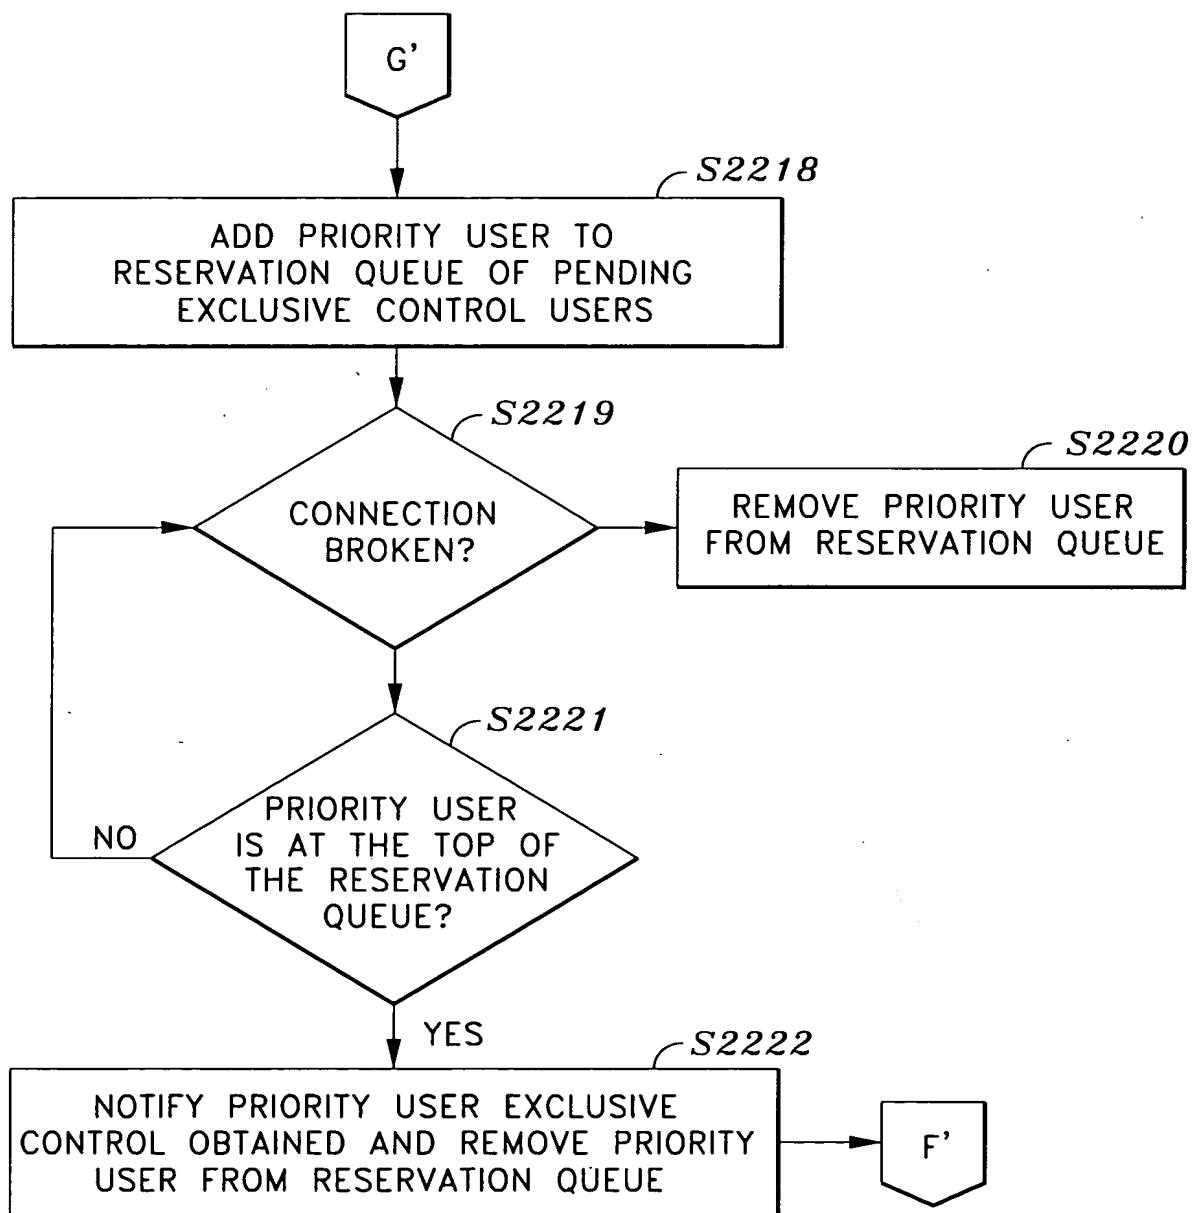 G'
S2218
ADD PRIORITY USER TO
RESERVATION QUEUE OF PENDING
EXCLUSIVE CONTROL USERS
S2219
CONNECTION
BROKEN?
S2220
REMOVE PRIORITY USER
FROM RESERVATION QUEUE
S2221
PRIORITY USER
IS AT THE TOP OF
THE RESERVATION
QUEUE?
NO
YES
S2222
NOTIFY PRIORITY USER EXCLUSIVE
CONTROL OBTAINED AND REMOVE PRIORITY
USER FROM RESERVATION QUEUE
F'